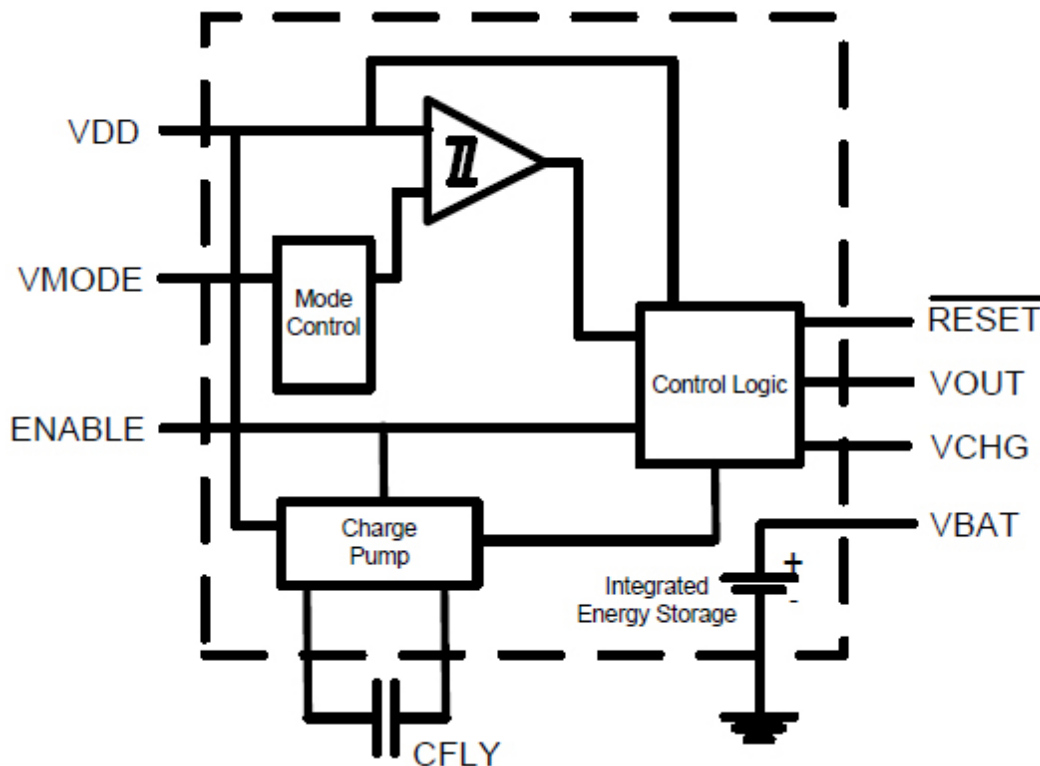 VDD
VMODE
Mode
Control
ENABLE
Charge
Pump
CFLY
Control Logic
RESET
VOUT
VCHG
VBAT
+
-
Integrated
Energy Storage